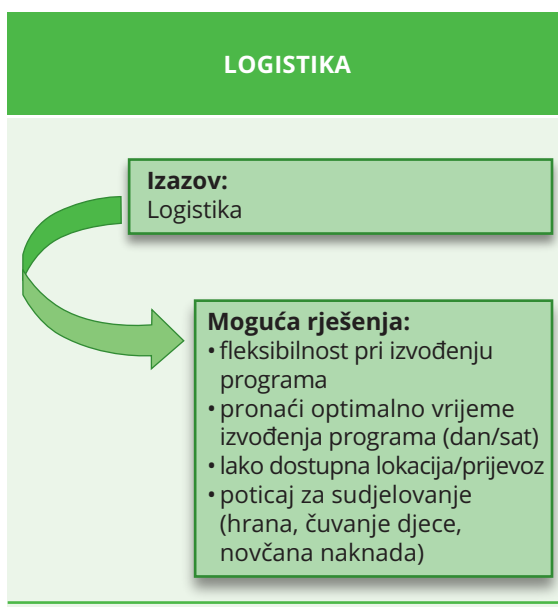 LOGISTIKA
Izazov:
Logistika
Moguća rješenja:
• fleksibilnost pri izvođenju
programa
• pronaći optimalno vrijeme
izvođenja programa (dan/sat)
• lako dostupna lokacija/prijevoz
• poticaj za sudjelovanje
(hrana, čuvanje djece,
novčana naknada)